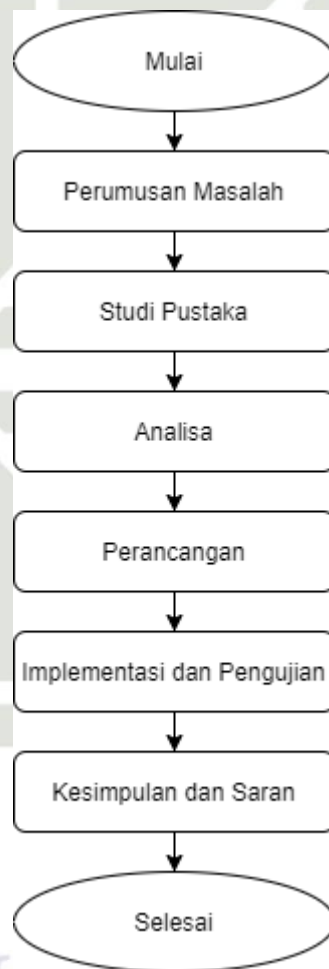 Mulai
Perumusan Masalah
Studi Pustaka
Analisa
Perancangan
Implementasi dan Pengujian
Kesimpulan dan Saran
Selesai